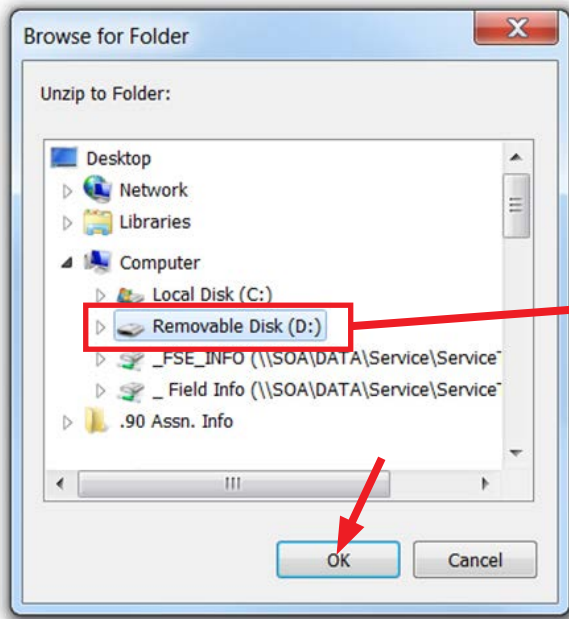 Browse for Folder
Unzip to Folder:
Desktop
Network
Libraries
Computer
Local Disk (C:)
Removable Disk (D:)
_FSE_INFO (\\SOA\DATA\Service\Service
_ Field Info (\\SOA\DATA\Service\Service
.90 Assn. Info
OK
Cancel